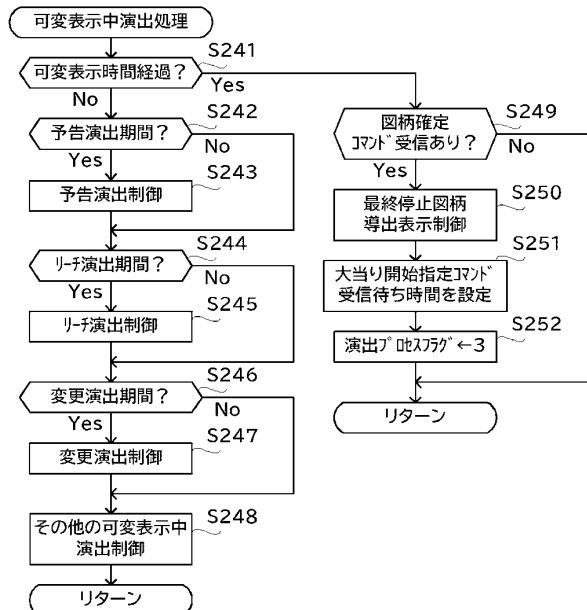 可変表示中演出処理
S241
可変表示時間経過？
Yes
No
S242
予告演出期間？
No
Yes
S243
予告演出制御
S244
ﾘｰﾁ演出期間？
No
Yes
S245
ﾘｰﾁ演出制御
S246
変更演出期間？
No
Yes
S247
変更演出制御
S248
その他の可変表示中
演出制御
リターン
S249
図柄確定
ｺﾏﾝﾄﾞ受信あり？
No
Yes
S250
最終停止図柄
導出表示制御
S251
大当り開始指定ｺﾏﾝﾄﾞ
受信待ち時間を設定
S252
演出ﾌﾟﾛｾｽﾌﾗｸﾞ←3
リターン